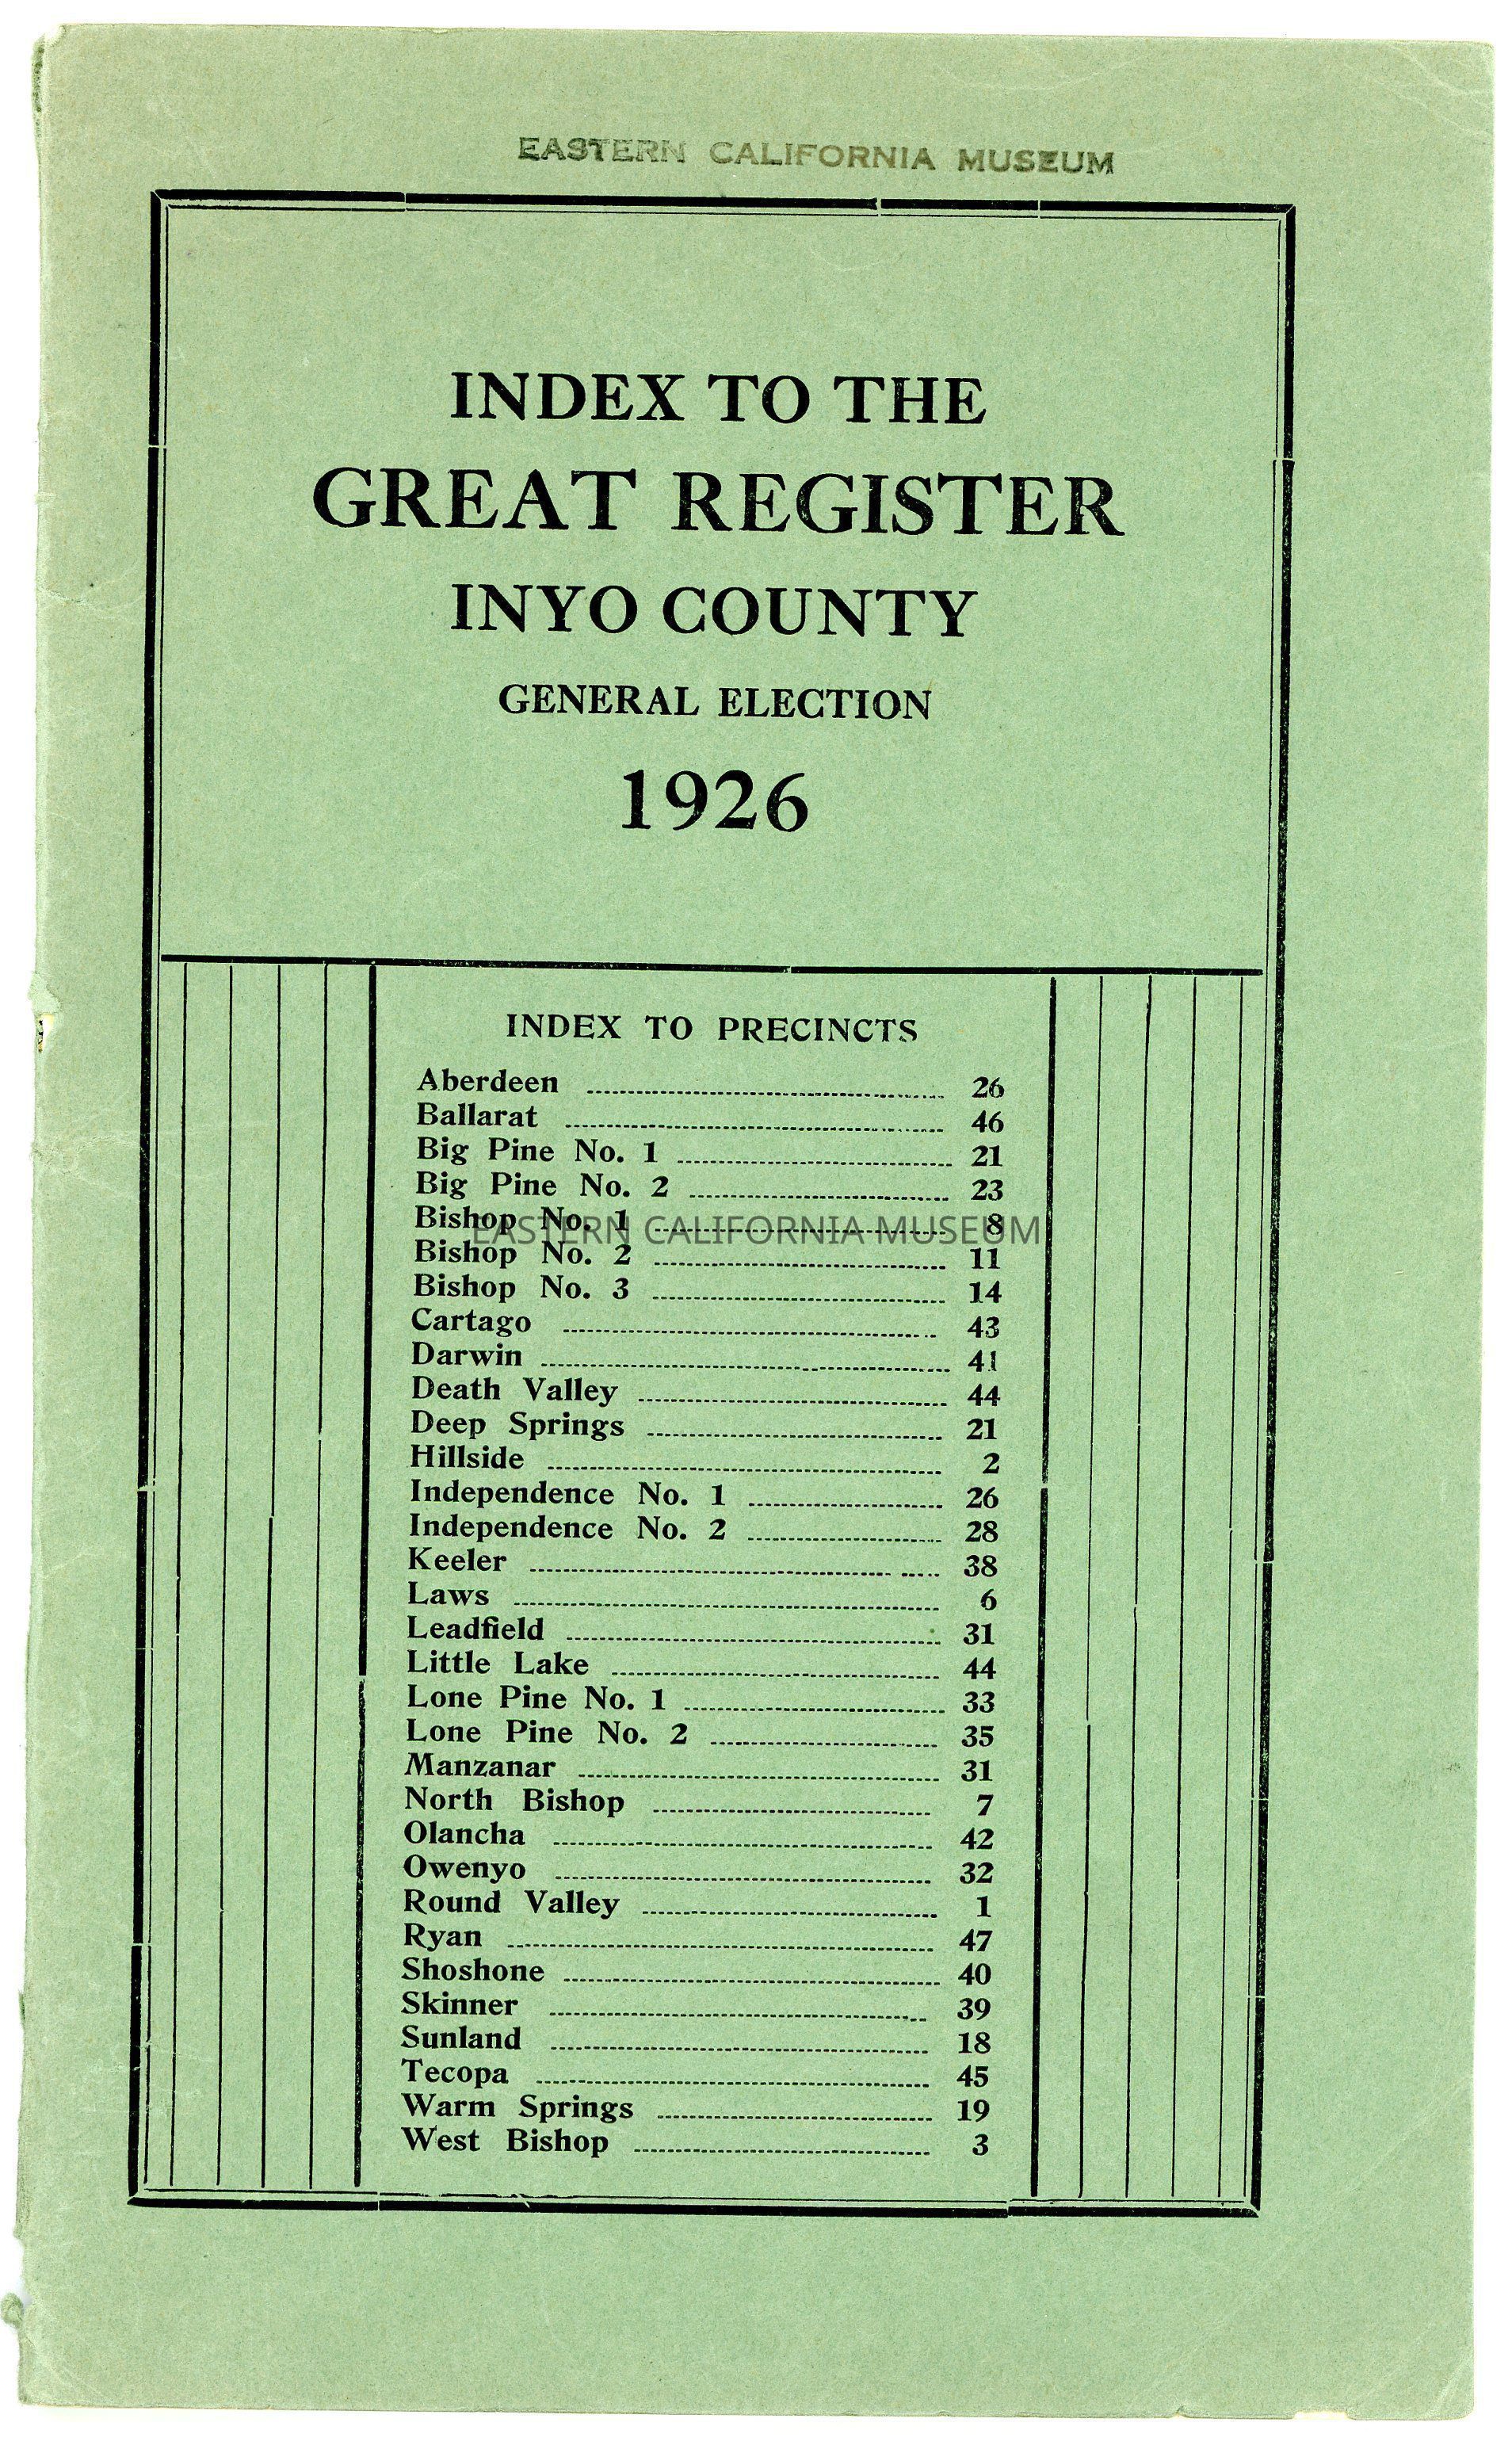 EASTERN CALIFORNIA MUSEUM
INDEX TO THE
GREAT REGISTER
INYO COUNTY
GENERAL ELECTION
1926
INDEX TO PRECINCTS
Aberdeen 26
Ballarat 46
Big Pine No. 1 21
Big Pine No. 2 23
Bishop No. 1 8
EASTERN CALIFORNIA MUSEUM
Bishop No. 2 11
Bishop No. 3 14
Cartago 43
Darwin 41
Death Valley 44
Deep Springs 21
Hillside 2
Independence No. 1 26
Independence No. 2 28
Keeler 38
Laws 6
Leadfield 31
Little Lake 44
Lone Pine No. 1 33
Lone Pine No. 2 35
Manzanar 31
North Bishop 7
Olancha 42
Owenyo 32
Round Valley 1
Ryan 47
Shoshone 40
Skinner 39
Sunland 18
Tecopa 45
Warm Springs 19
West Bishop 3